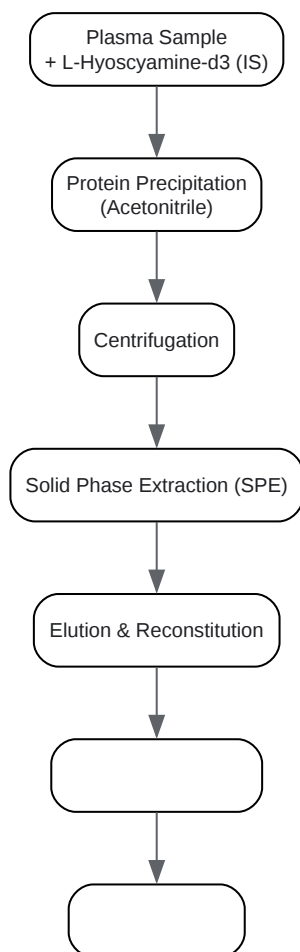 Plasma Sample
+ L-Hyoscyamine-d3 (IS)
Protein Precipitation
(Acetonitrile)
Centrifugation
Solid Phase Extraction (SPE)
Elution & Reconstitution